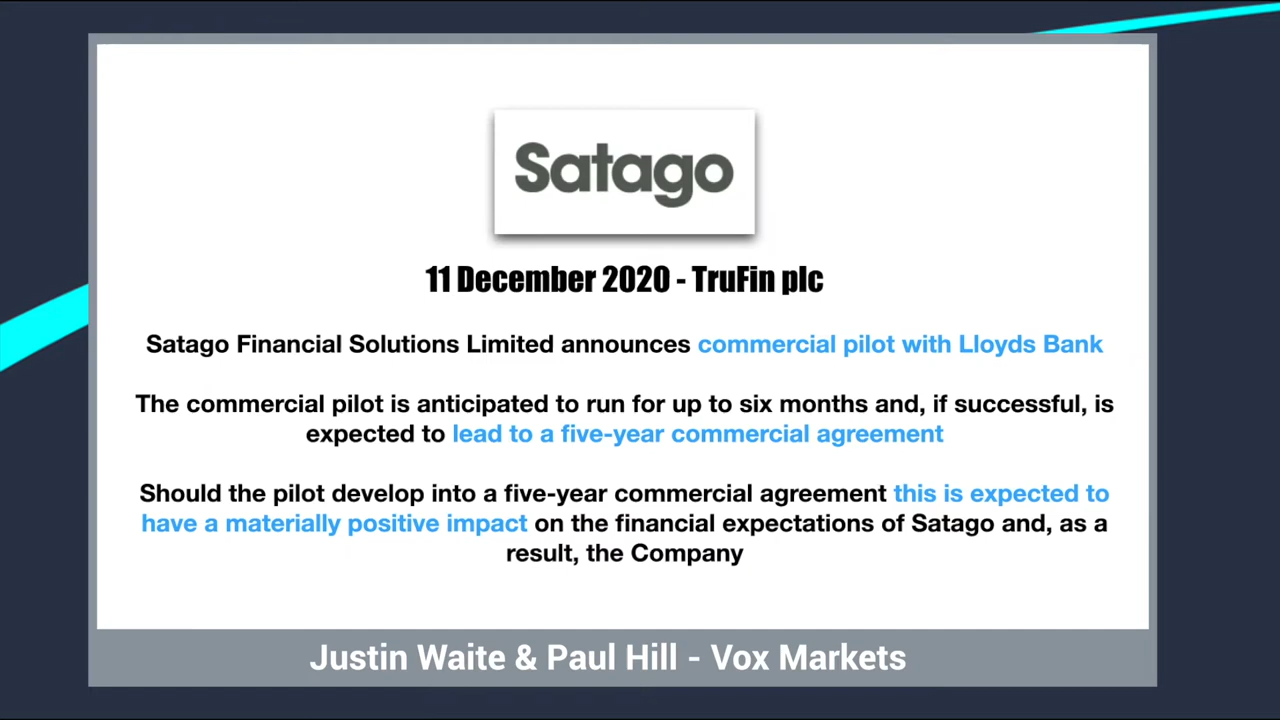 Satago
11 December 2020 - TruFin plc
Satago Financial Solutions Limited announces commercial pilot with Lloyds Bank
The commercial pilot is anticipated to run for up to six months and, if successful, is
expected to lead to a five-year commercial agreement
Should the pilot develop into a five-year commercial agreement this is expected to
have a materially positive impact on the financial expectations of Satago and, as a
result, the Company
Justin Waite & Paul Hill - Vox Markets